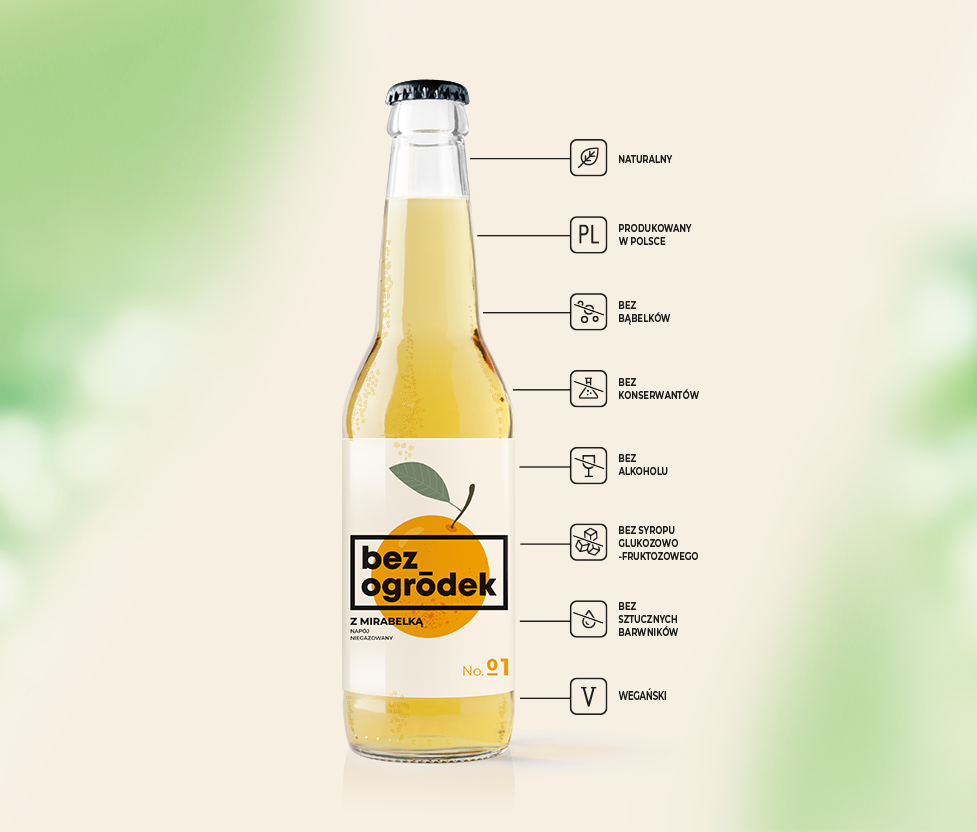 NATURALNY
PL
PRODUKOWANY
W POLSCE
BEZ
BĄBELKÓW
BEZ
KONSERWANTÓW
BEZ
ALKOHOLU
bez
ogrōdek
Z MIRABELKĄ
NAPÓJ
NIEGAZOWANY
No. 01
BEZ SYROPU
GLUKOZOWO
-FRUKTOZOWEGO
BEZ
SZTUCZNYCH
BARWNIKÓW
V
WEGAŃSKI